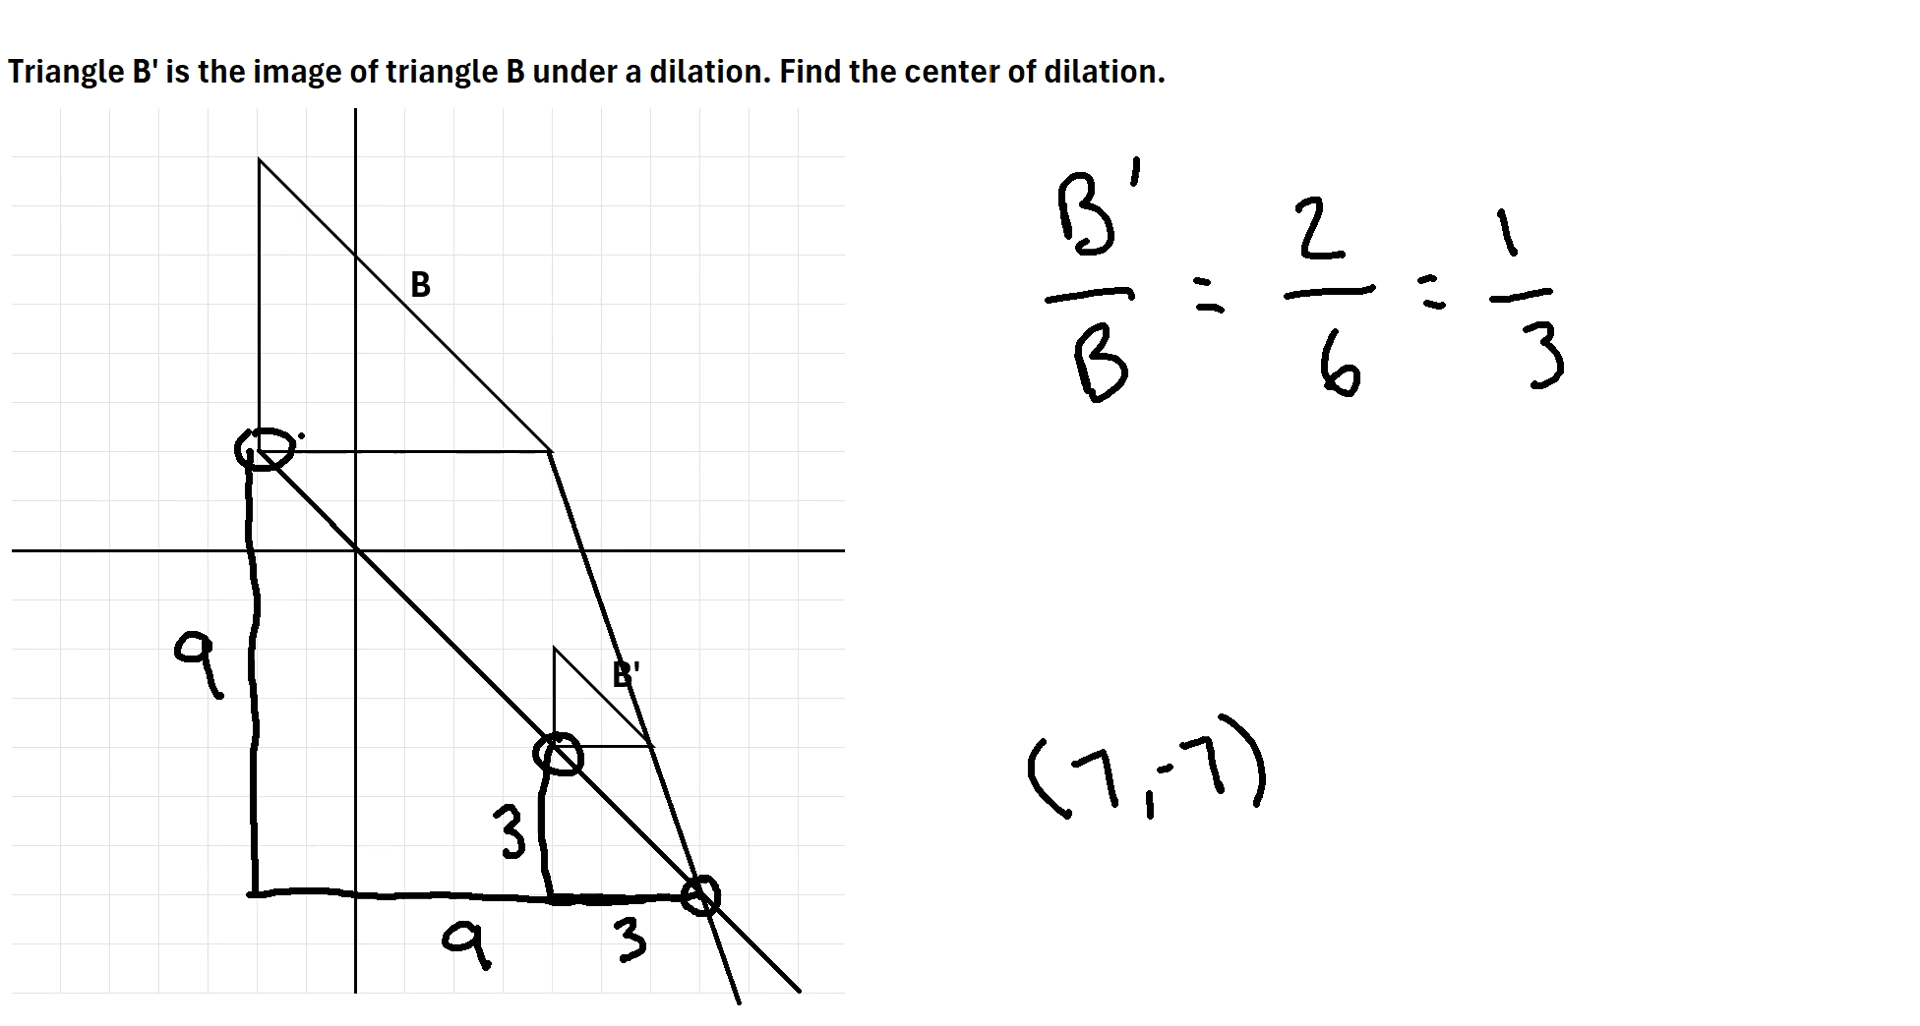 Triangle B' is the image of triangle B under a dilation. Find the center of dilation.
B
B'
9
3
9
3
B'/B = 2/6 = 1/3
(7,-7)